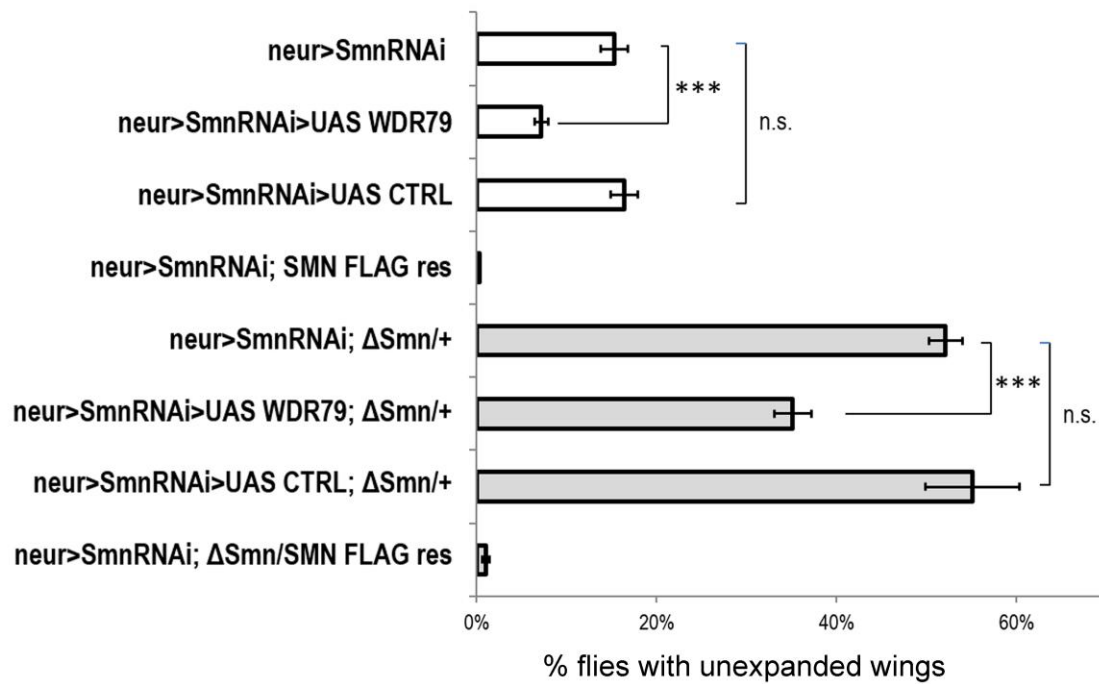 neur>SmnRNAi
neur>SmnRNAi>UAS WDR79
neur>SmnRNAi>UAS CTRL
neur>SmnRNAi; SMN FLAG res
neur>SmnRNAi; ΔSmn/+
neur>SmnRNAi>UAS WDR79; ΔSmn/+
neur>SmnRNAi>UAS CTRL; ΔSmn/+
neur>SmnRNAi; ΔSmn/SMN FLAG res
***
n.s.
***
n.s.
0% 20% 40% 60%
% flies with unexpanded wings